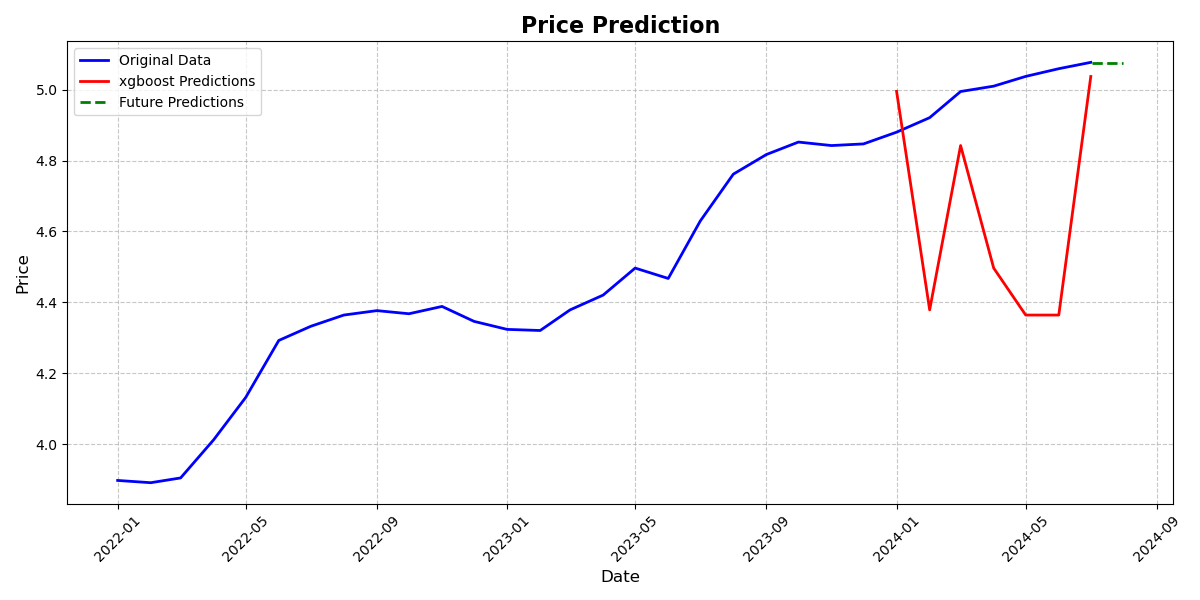 Price Prediction
Original Data
xgboost Predictions
Future Predictions
Price
5.0
4.8
4.6
4.4
4.2
4.0
2022-01
2022-05
2022-09
2023-01
2023-05
2023-09
2024-01
2024-05
2024-09
Date